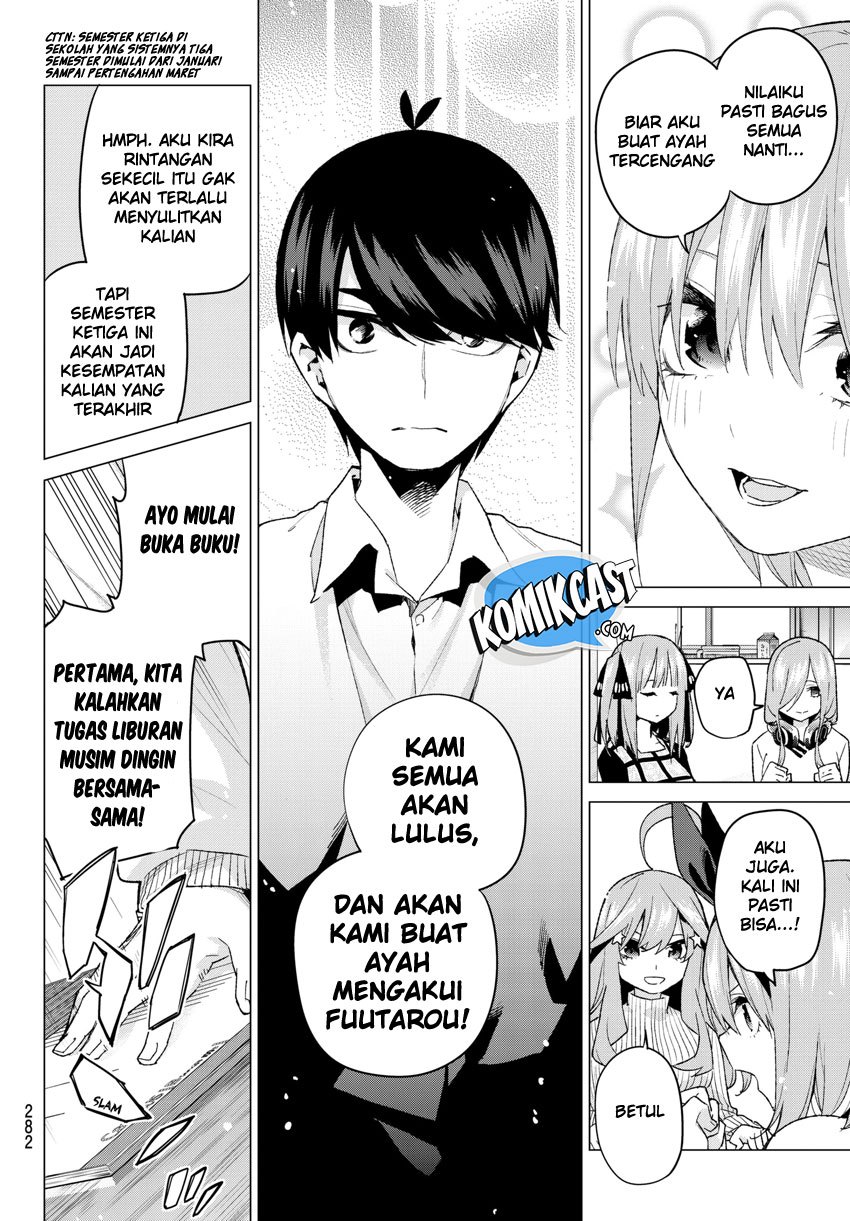 NILAIKU
PASTI BAGUS
SEMUA
NANTI...
BIAR AKU
BUAT AYAH
TERCENGANG
YA
AKU
JUGA.
KALI INI
PASTI
BISA...!
BETUL
KAMI
SEMUA
AKAN
LULUS,
DAN AKAN
KAMI BUAT
AYAH
MENGAKUI
FUUTAROU!
KOMIKCAST
.COM
CTTN: SEMESTER KETIGA DI
SEKOLAH YANG SISTEMNYA TIGA
SEMESTER DIMULAI DARI JANUARI
SAMPAI PERTENGAHAN MARET
HMPH. AKU KIRA
RINTANGAN
SEKECIL ITU GAK
AKAN TERLALU
MENYULITKAN
KALIAN
TAPI
SEMESTER
KETIGA INI
AKAN JADI
KESEMPATAN
KALIAN YANG
TERAKHIR
AYO MULAI
BUKA BUKU!
PERTAMA, KITA
KALAHKAN
TUGAS LIBURAN
MUSIM DINGIN
BERSAMA-
SAMA!
SLAM
282